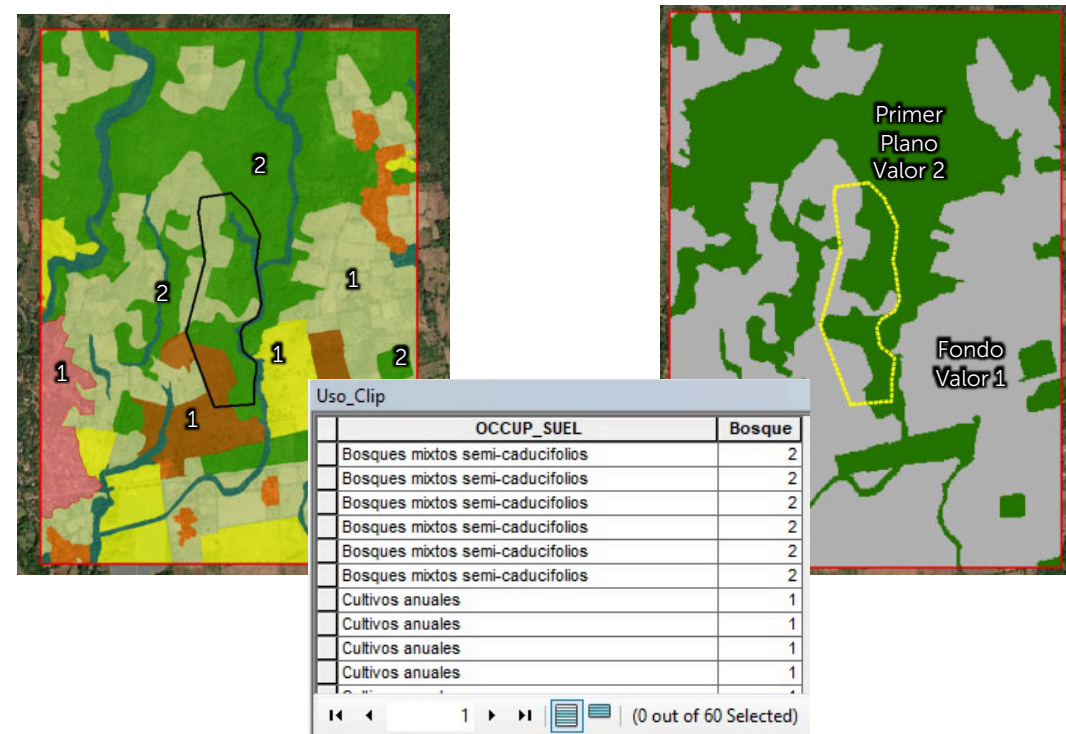 2
1
2
1
2
1
1
Primer
Plano
Valor 2
Fondo
Valor 1
Uso_Clip
OCCUP_SUEL Bosque
Bosques mixtos semi-caducifolios 2
Bosques mixtos semi-caducifolios 2
Bosques mixtos semi-caducifolios 2
Bosques mixtos semi-caducifolios 2
Bosques mixtos semi-caducifolios 2
Bosques mixtos semi-caducifolios 2
Cultivos anuales 1
Cultivos anuales 1
Cultivos anuales 1
Cultivos anuales 1
1 (0 out of 60 Selected)